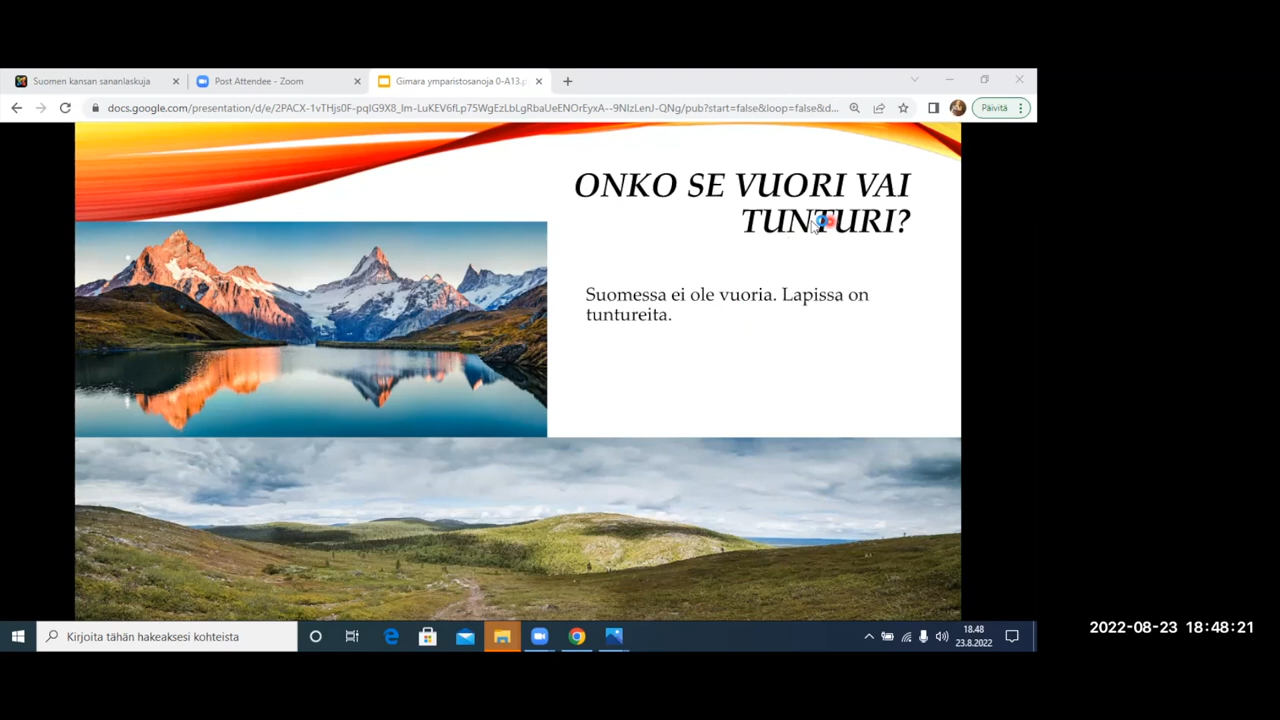 Suomen kansan sananlaskuja
Post Attendee - Zoom
Gimara ymparistosanoja 0-A13.p
docs.google.com/presentation/d/e/2PACX-1vTHjs0F-pqIG9X8_Im-LuKEV6fLp75WgEzLbLgRbaUeENOrEyxA--9NIzLenJ-QNg/pub?start=false&loop=false&d...
Päivitä
ONKO SE VUORI VAI
TUNTURI?
Suomessa ei ole vuoria. Lapissa on
tuntureita.
Kirjoita tähän hakeaksesi kohteista
18.48
23.8.2022
2022-08-23 18:48:21